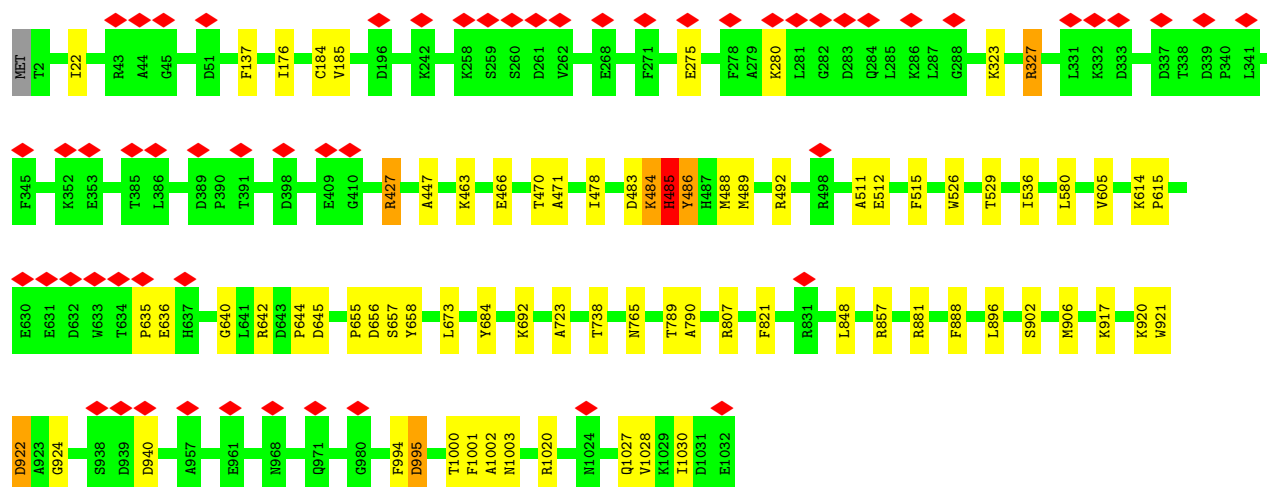 MET T2 I22 R43 A44 G45 D51 F137 I176 C184 V185 D196 K242 K258 S259 S260 D261 V262 E268 F271 E275 F278 A279 K280 L281 G282 D283 Q284 L285 K286 L287 G288 K323 R327 L331 K332 D333 D337 T338 D339 P340 L341
F345 K352 E353 T385 L386 D389 P390 T391 D398 E409 G410 R427 A447 K463 E466 T470 A471 I478 D483 K484 H485 Y486 H487 M488 M489 R492 R498 A511 E512 F515 W526 T529 I536 L580 V605 K614 P615
E630 E631 D632 W633 T634 P635 E636 H637 G640 L641 R642 D643 P644 D645 P655 D656 S657 Y658 L673 Y684 K692 A723 T738 N765 T789 A790 R807 F821 R831 L848 R857 R881 F888 L896 S902 M906 K917 K920 W921
D922 A923 G924 S938 D939 D940 A957 E961 N968 Q971 G980 F994 D995 T1000 F1001 A1002 N1003 R1020 N1024 Q1027 V1028 K1029 I1030 D1031 E1032